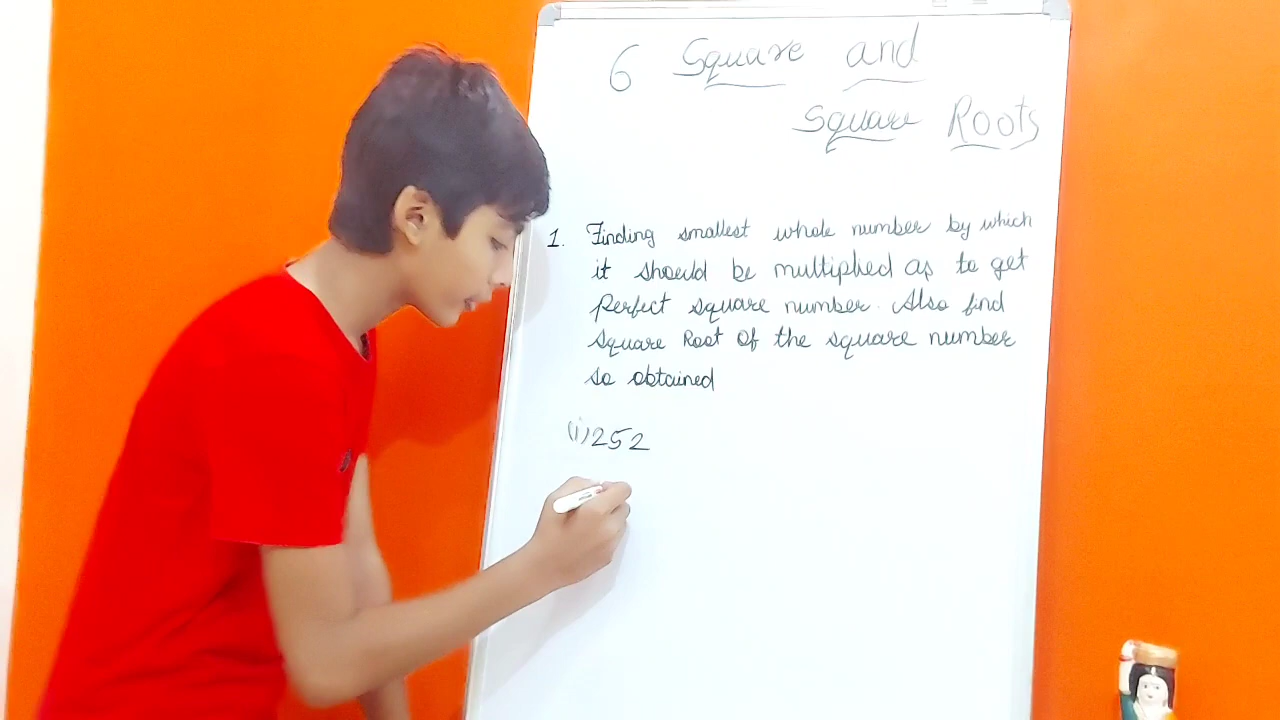 6 Square and
Square Roots
1. Finding smallest whole number by which
it should be multiplied as to get
Perfect square number. Also find
Square Root of the square number
so obtained
(i) 252